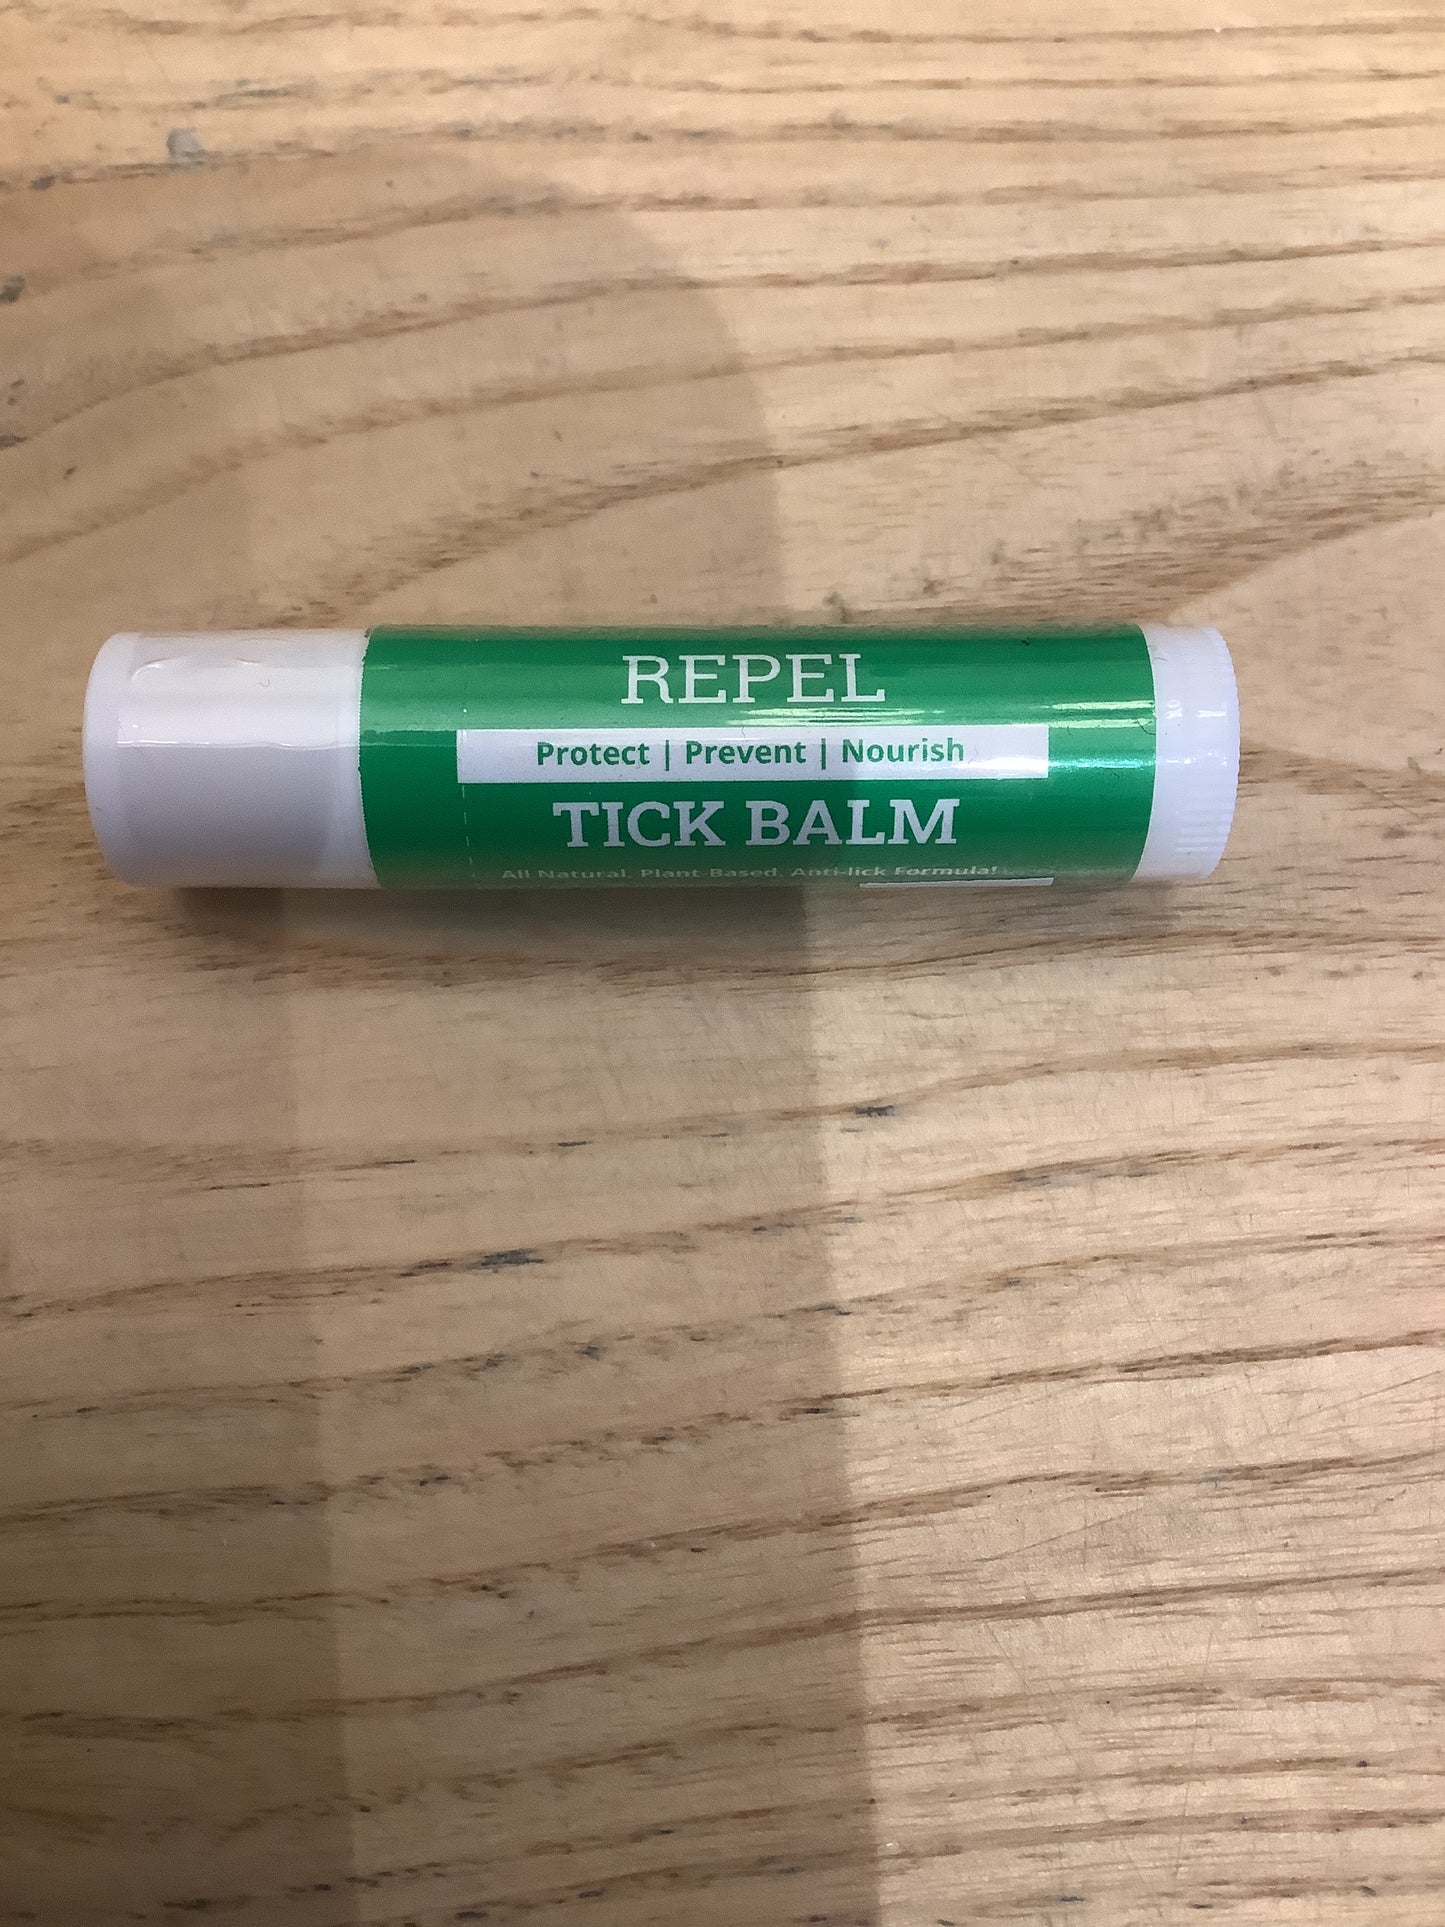 REPEL
Protect | Prevent | Nourish
TICK BALM
All Natural, Plant-Based, Anti-lick Formula!